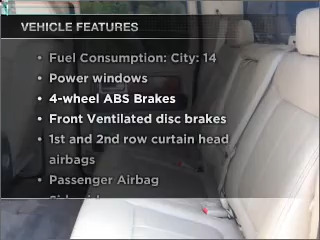 VEHICLE FEATURES
• Fuel Consumption: City: 14
• Power windows
• 4-wheel ABS Brakes
• Front Ventilated disc brakes
• 1st and 2nd row curtain head
airbags
• Passenger Airbag